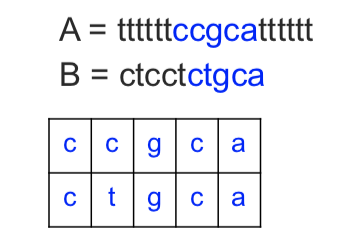 A = ttttttccgcatttttt
B = ctcctctgca
c c g c a
c t g c a